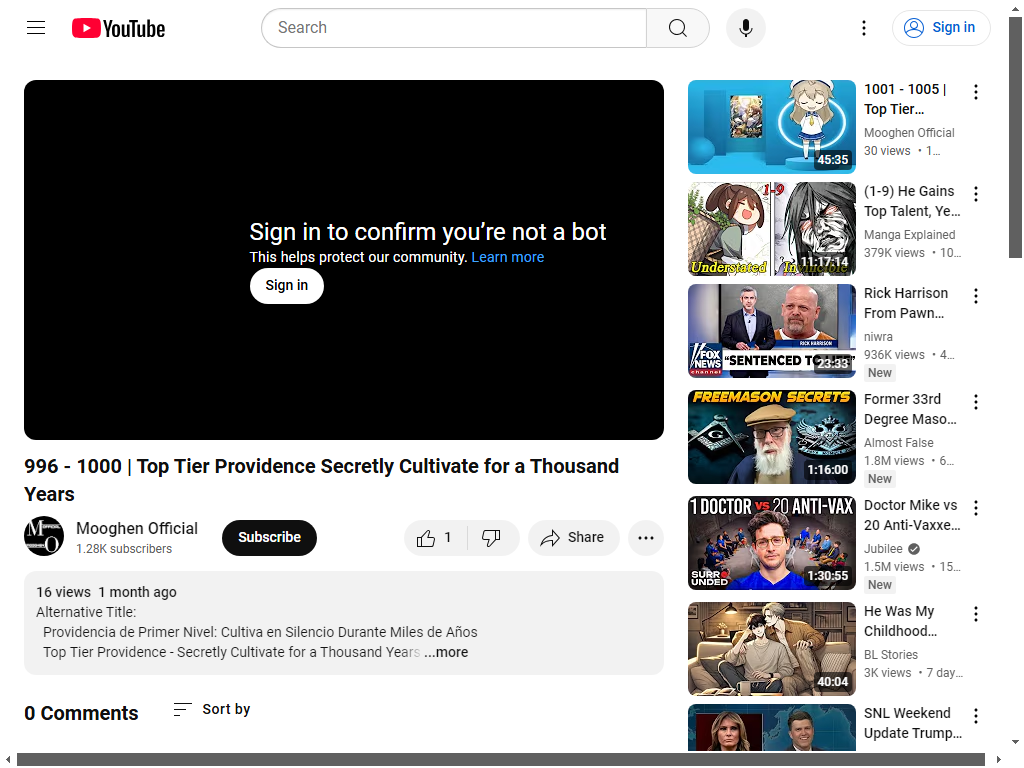 YouTube
Search
Sign in
Sign in to confirm you're not a bot
This helps protect our community. Learn more
Sign in
996 - 1000 | Top Tier Providence Secretly Cultivate for a Thousand
Years
Mooghen Official
1.28K subscribers
Subscribe
1
Share
16 views 1 month ago
Alternative Title:
Providencia de Primer Nivel: Cultiva en Silencio Durante Miles de Años
Top Tier Providence - Secretly Cultivate for a Thousand Years ...more
0 Comments
Sort by
45:35
1001 - 1005 |
Top Tier...
Mooghen Official
30 views • 1...
1-9
Understated
11:17:14
(1-9) He Gains
Top Talent, Ye...
Manga Explained
379K views • 10...
RICK HARRISON
FOX
NEWS
channel
"SENTENCED TO
23:33
Rick Harrison
From Pawn...
niwra
936K views • 4...
New
FREEMASON SECRETS
G
1:16:00
Former 33rd
Degree Maso...
Almost False
1.8M views • 6...
New
1 DOCTOR VS 20 ANTI-VAX
SURROUNDED
1:30:55
Doctor Mike vs
20 Anti-Vaxxe...
Jubilee
1.5M views • 15...
New
40:04
He Was My
Childhood...
BL Stories
3K views • 7 day...
SNL Weekend
Update Trump...